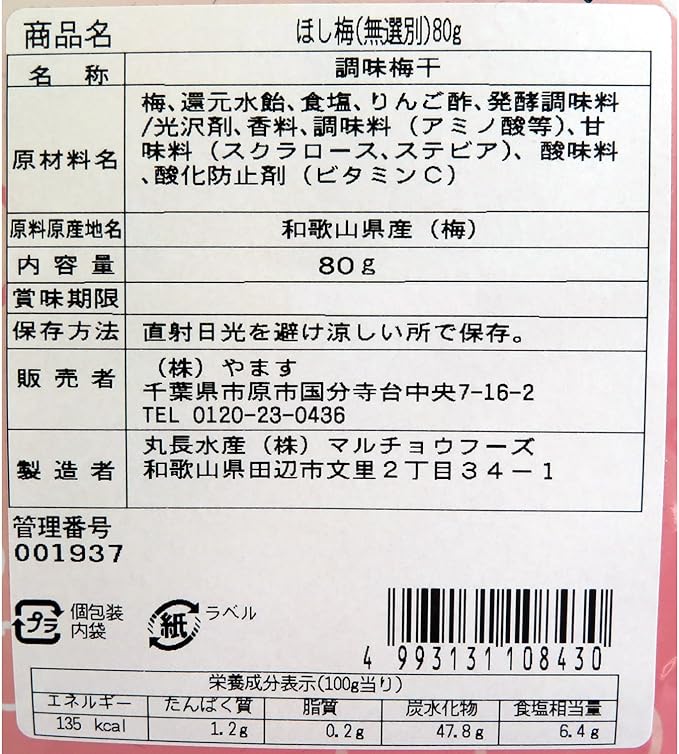 商品名 ほし梅(無選別)80g
名称 調味梅干
原材料名 梅、還元水飴、食塩、りんご酢、発酵調味料
/光沢剤、香料、調味料(アミノ酸等)、甘
味料(スクラロース、ステビア)、酸味料
、酸化防止剤(ビタミンC)
原料原産地名 和歌山県産(梅)
内容量 80g
賞味期限
保存方法 直射日光を避け涼しい所で保存。
販売者 (株)やます
千葉県市原市国分寺台中央7-16-2
TEL 0120-23-0436
製造者 丸長水産(株)マルチョウフーズ
和歌山県田辺市文里2丁目34-1
管理番号
001937
プラ 個包装
内袋
紙 ラベル
4 993131 108430
栄養成分表示(100g当り)
エネルギー たんぱく質 脂質 炭水化物 食塩相当量
135 kcal 1.2g 0.2g 47.8g 6.4g